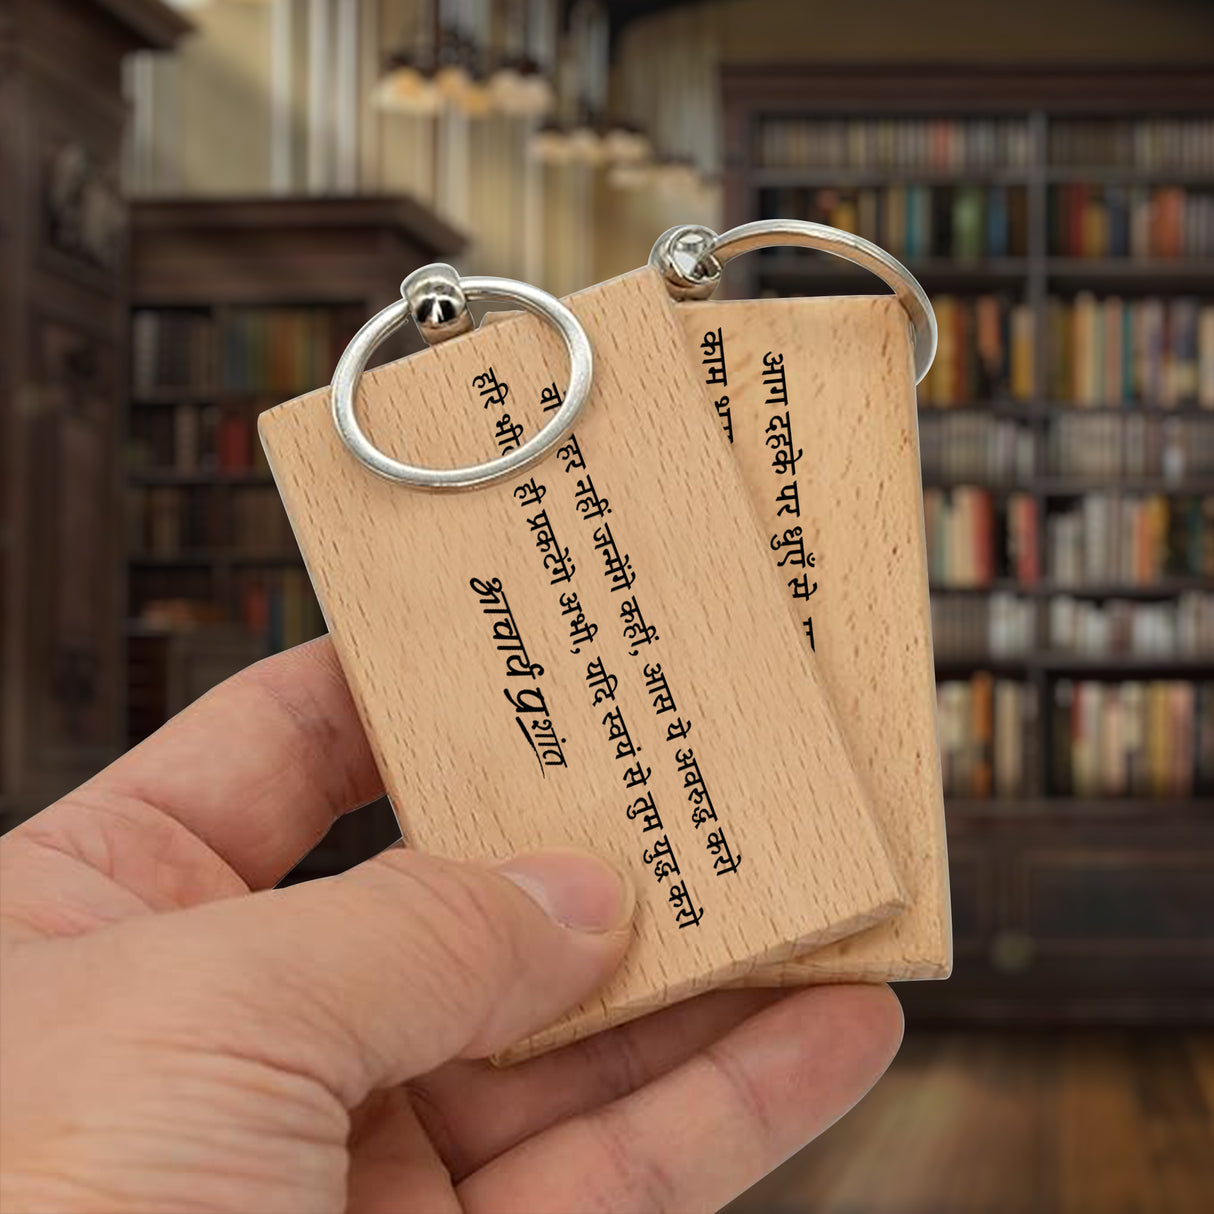 नहीं जन्मेंगे कहीं, आस ये अवरुद्ध करो
हरि ही प्रकटेंगे अभी, यदि स्वयं से तुम युद्ध करो
आचार्य प्रशांत
आग दहके पर धुएँ से
काम